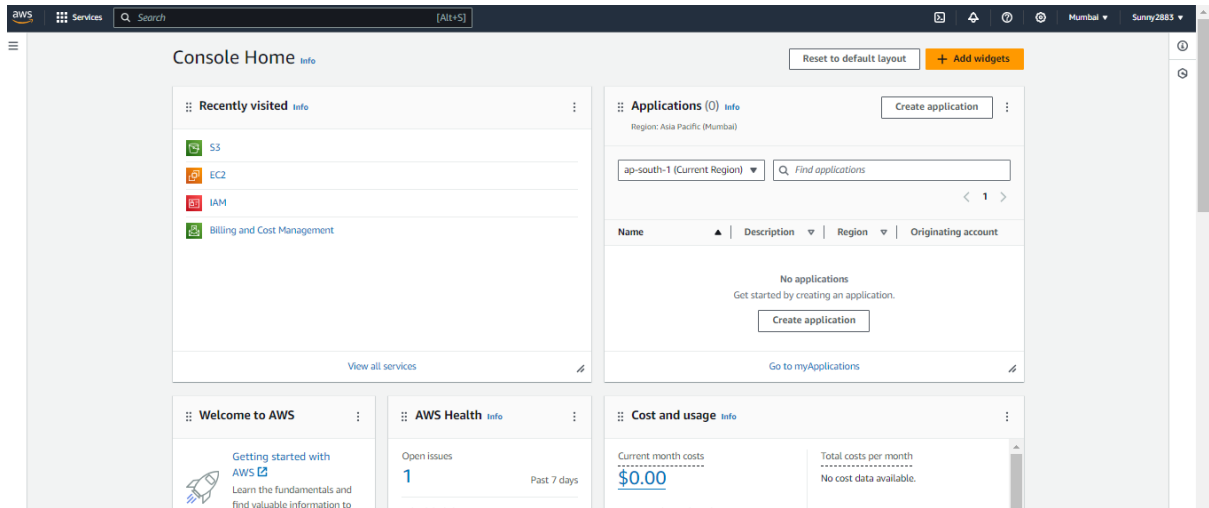 aws Services Search [Alt+S] Mumbai Sunny2883
Console Home Info Reset to default layout + Add widgets
Recently visited Info
S3
EC2
IAM
Billing and Cost Management
View all services
Applications (0) Info Create application
Region: Asia Pacific (Mumbai)
ap-south-1 (Current Region) Find applications
1
Name Description Region Originating account
No applications
Get started by creating an application.
Create application
Go to myApplications
Welcome to AWS
Getting started with
AWS
Learn the fundamentals and
find valuable information to
AWS Health Info
Open issues
1 Past 7 days
Cost and usage Info
Current month costs
$0.00
Total costs per month
No cost data available.